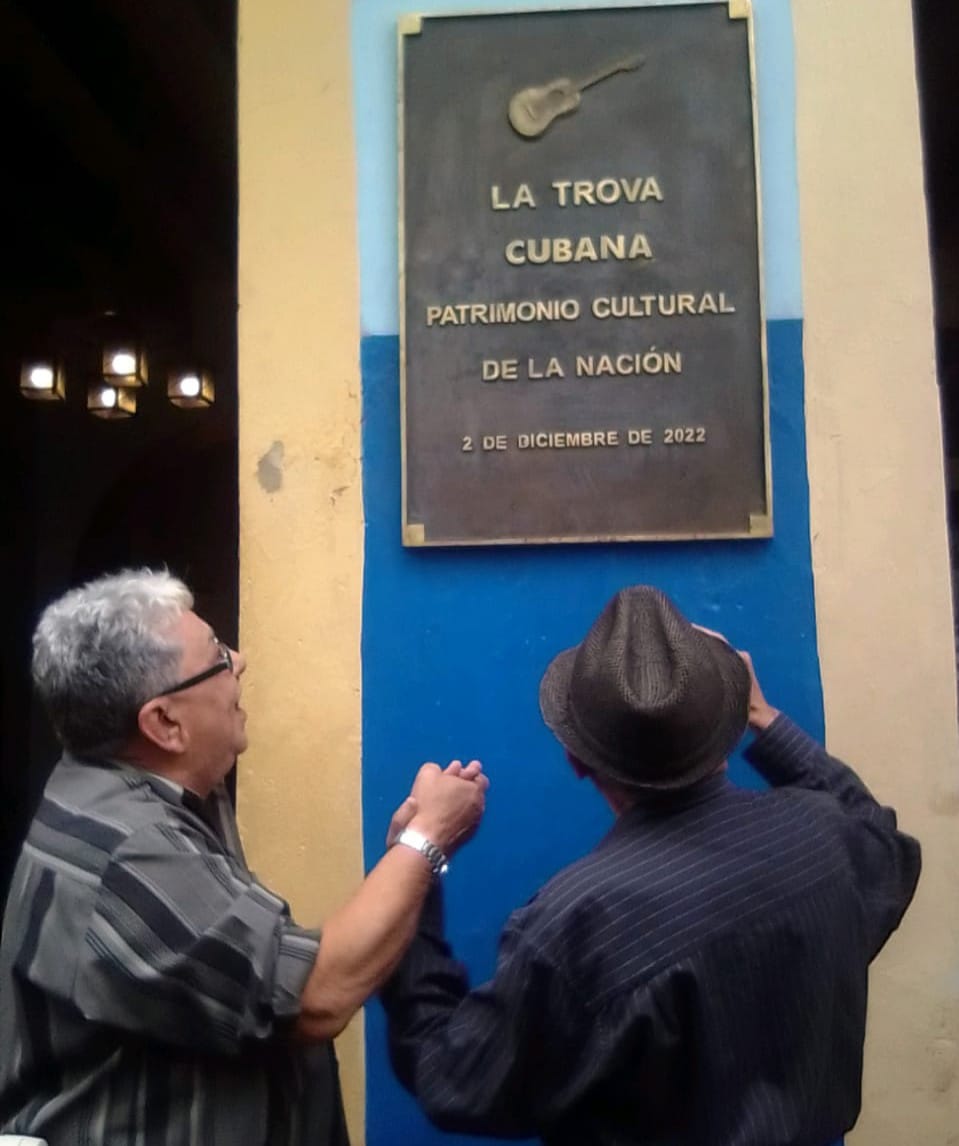 LA TROVA
CUBANA
PATRIMONIO CULTURAL
DE LA NACIÓN
2 DE DICIEMBRE DE 2022